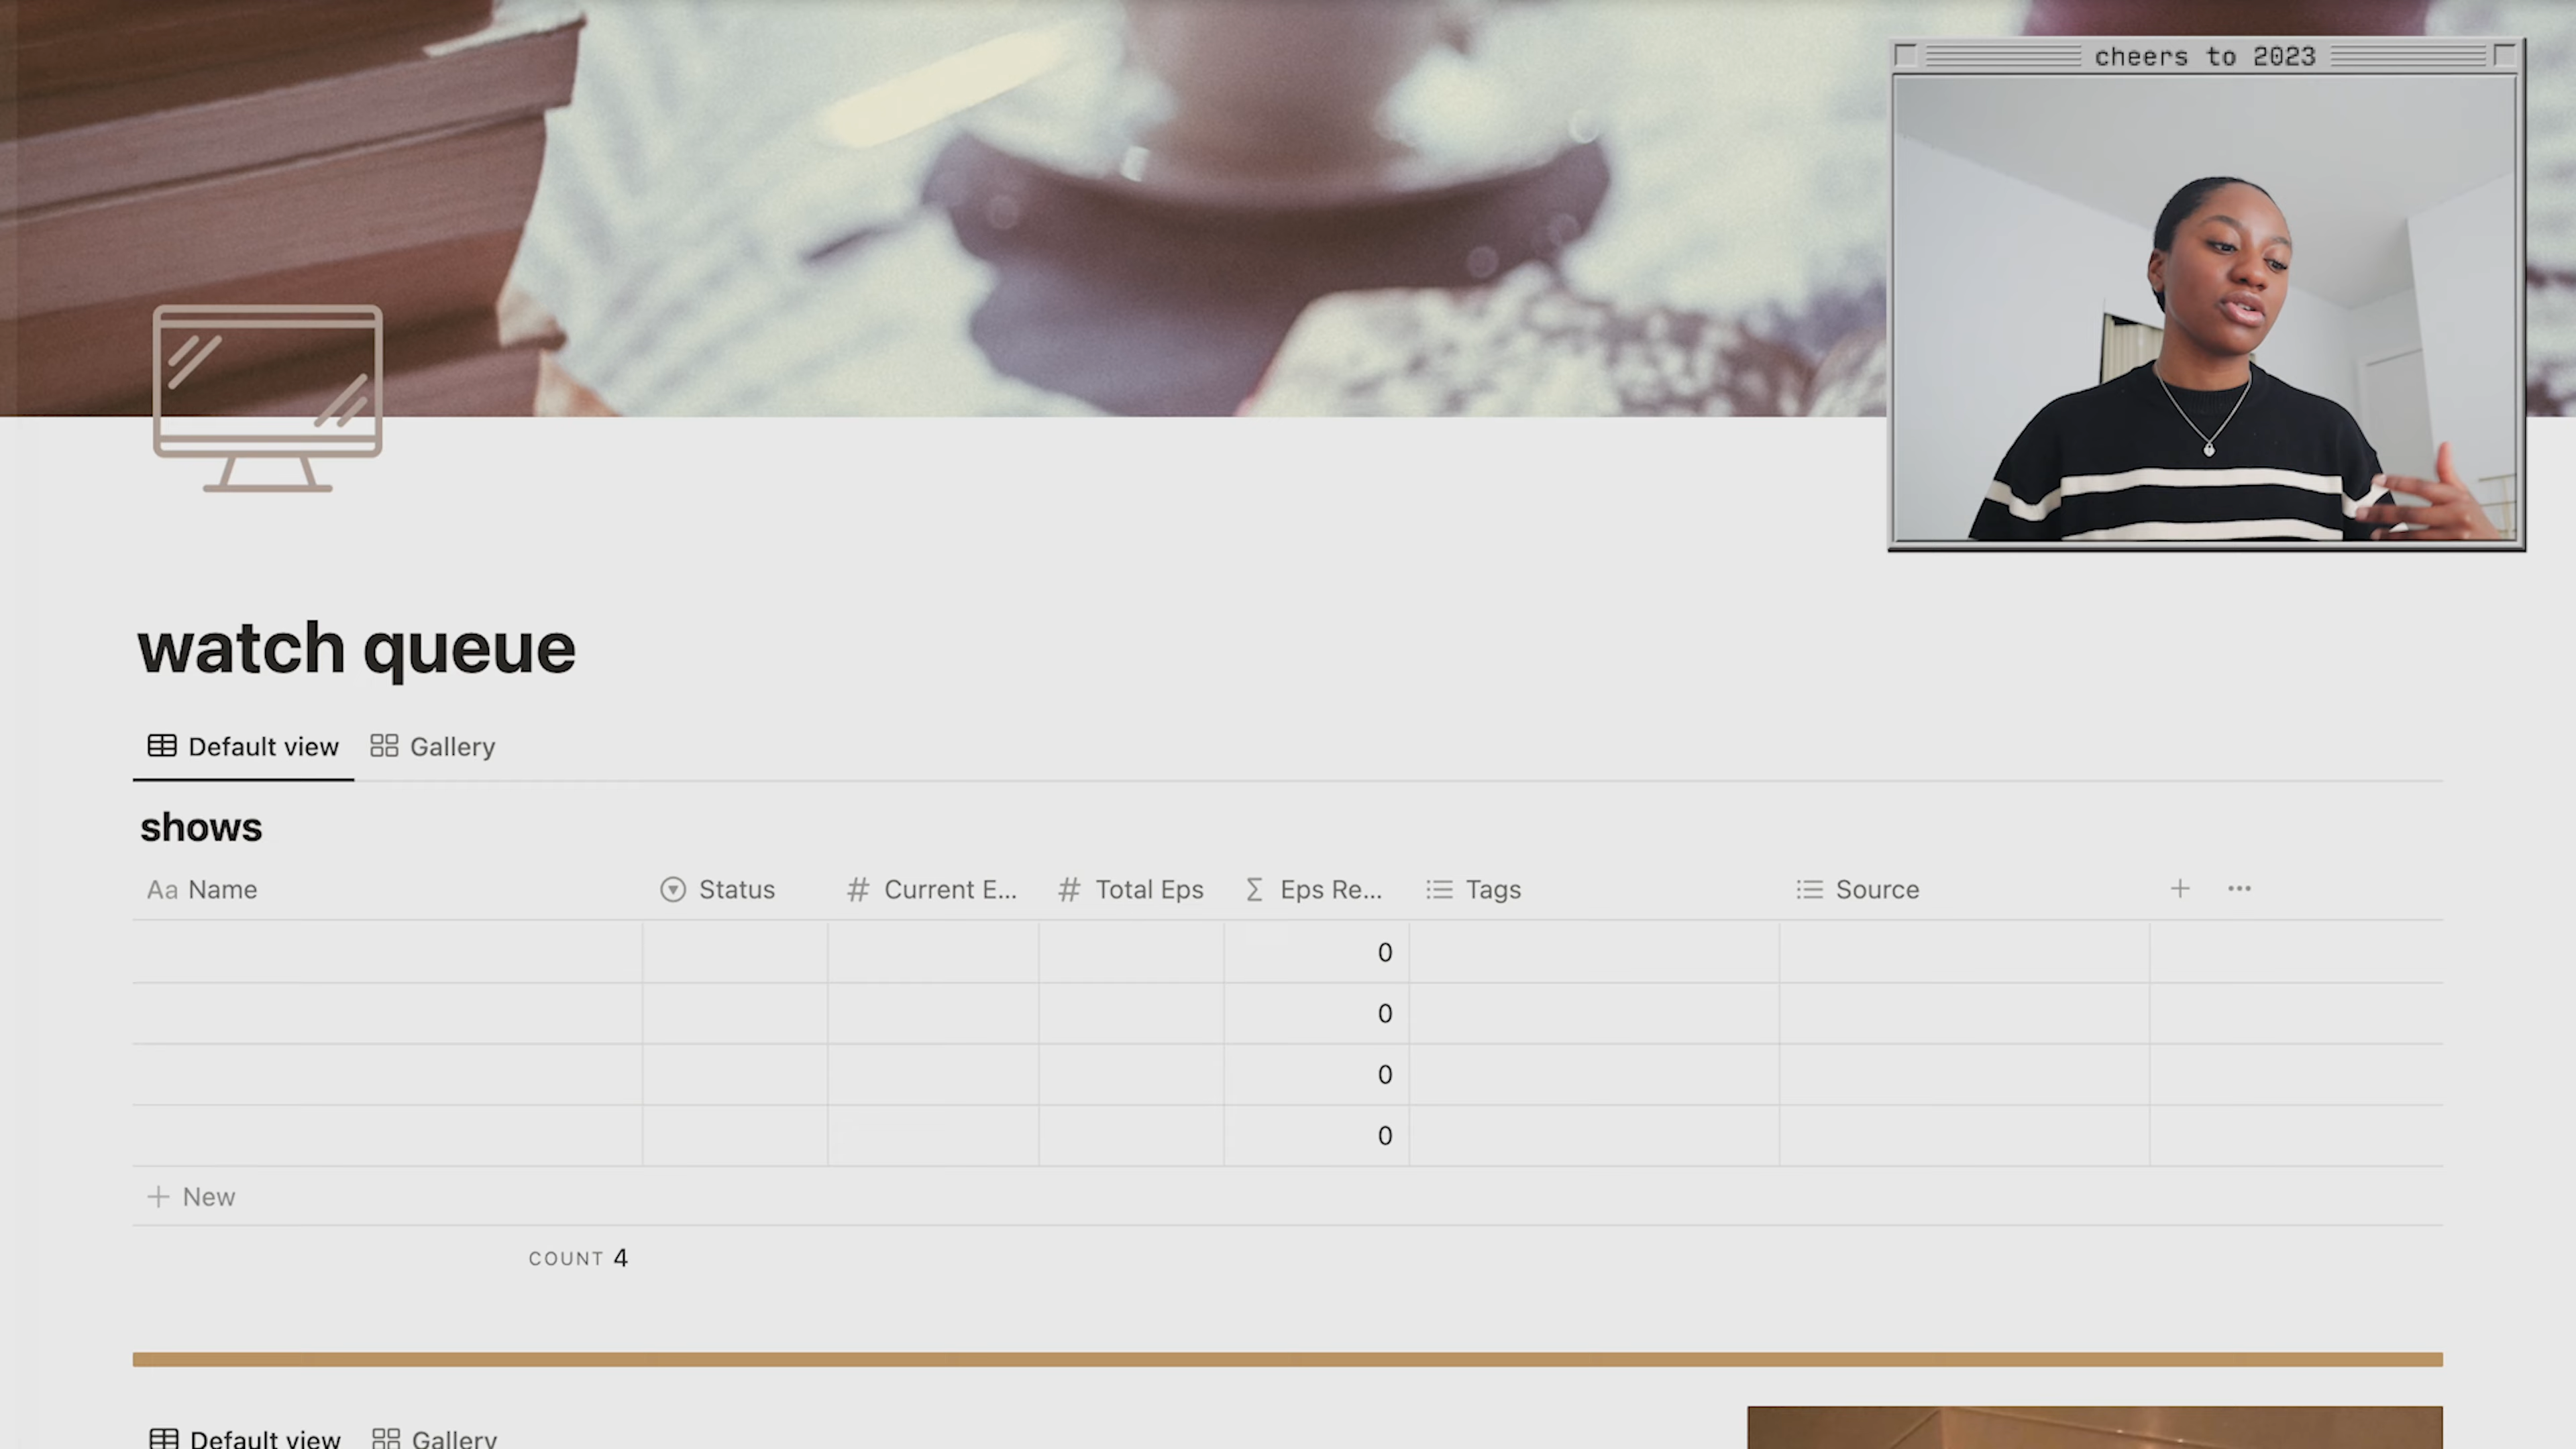 cheers to 2023
watch queue
Default view Gallery
shows
Aa Name Status # Current E... # Total Eps Σ Eps Re... Tags Source + ...
0
0
0
0
+ New
COUNT 4
Default view Gallery